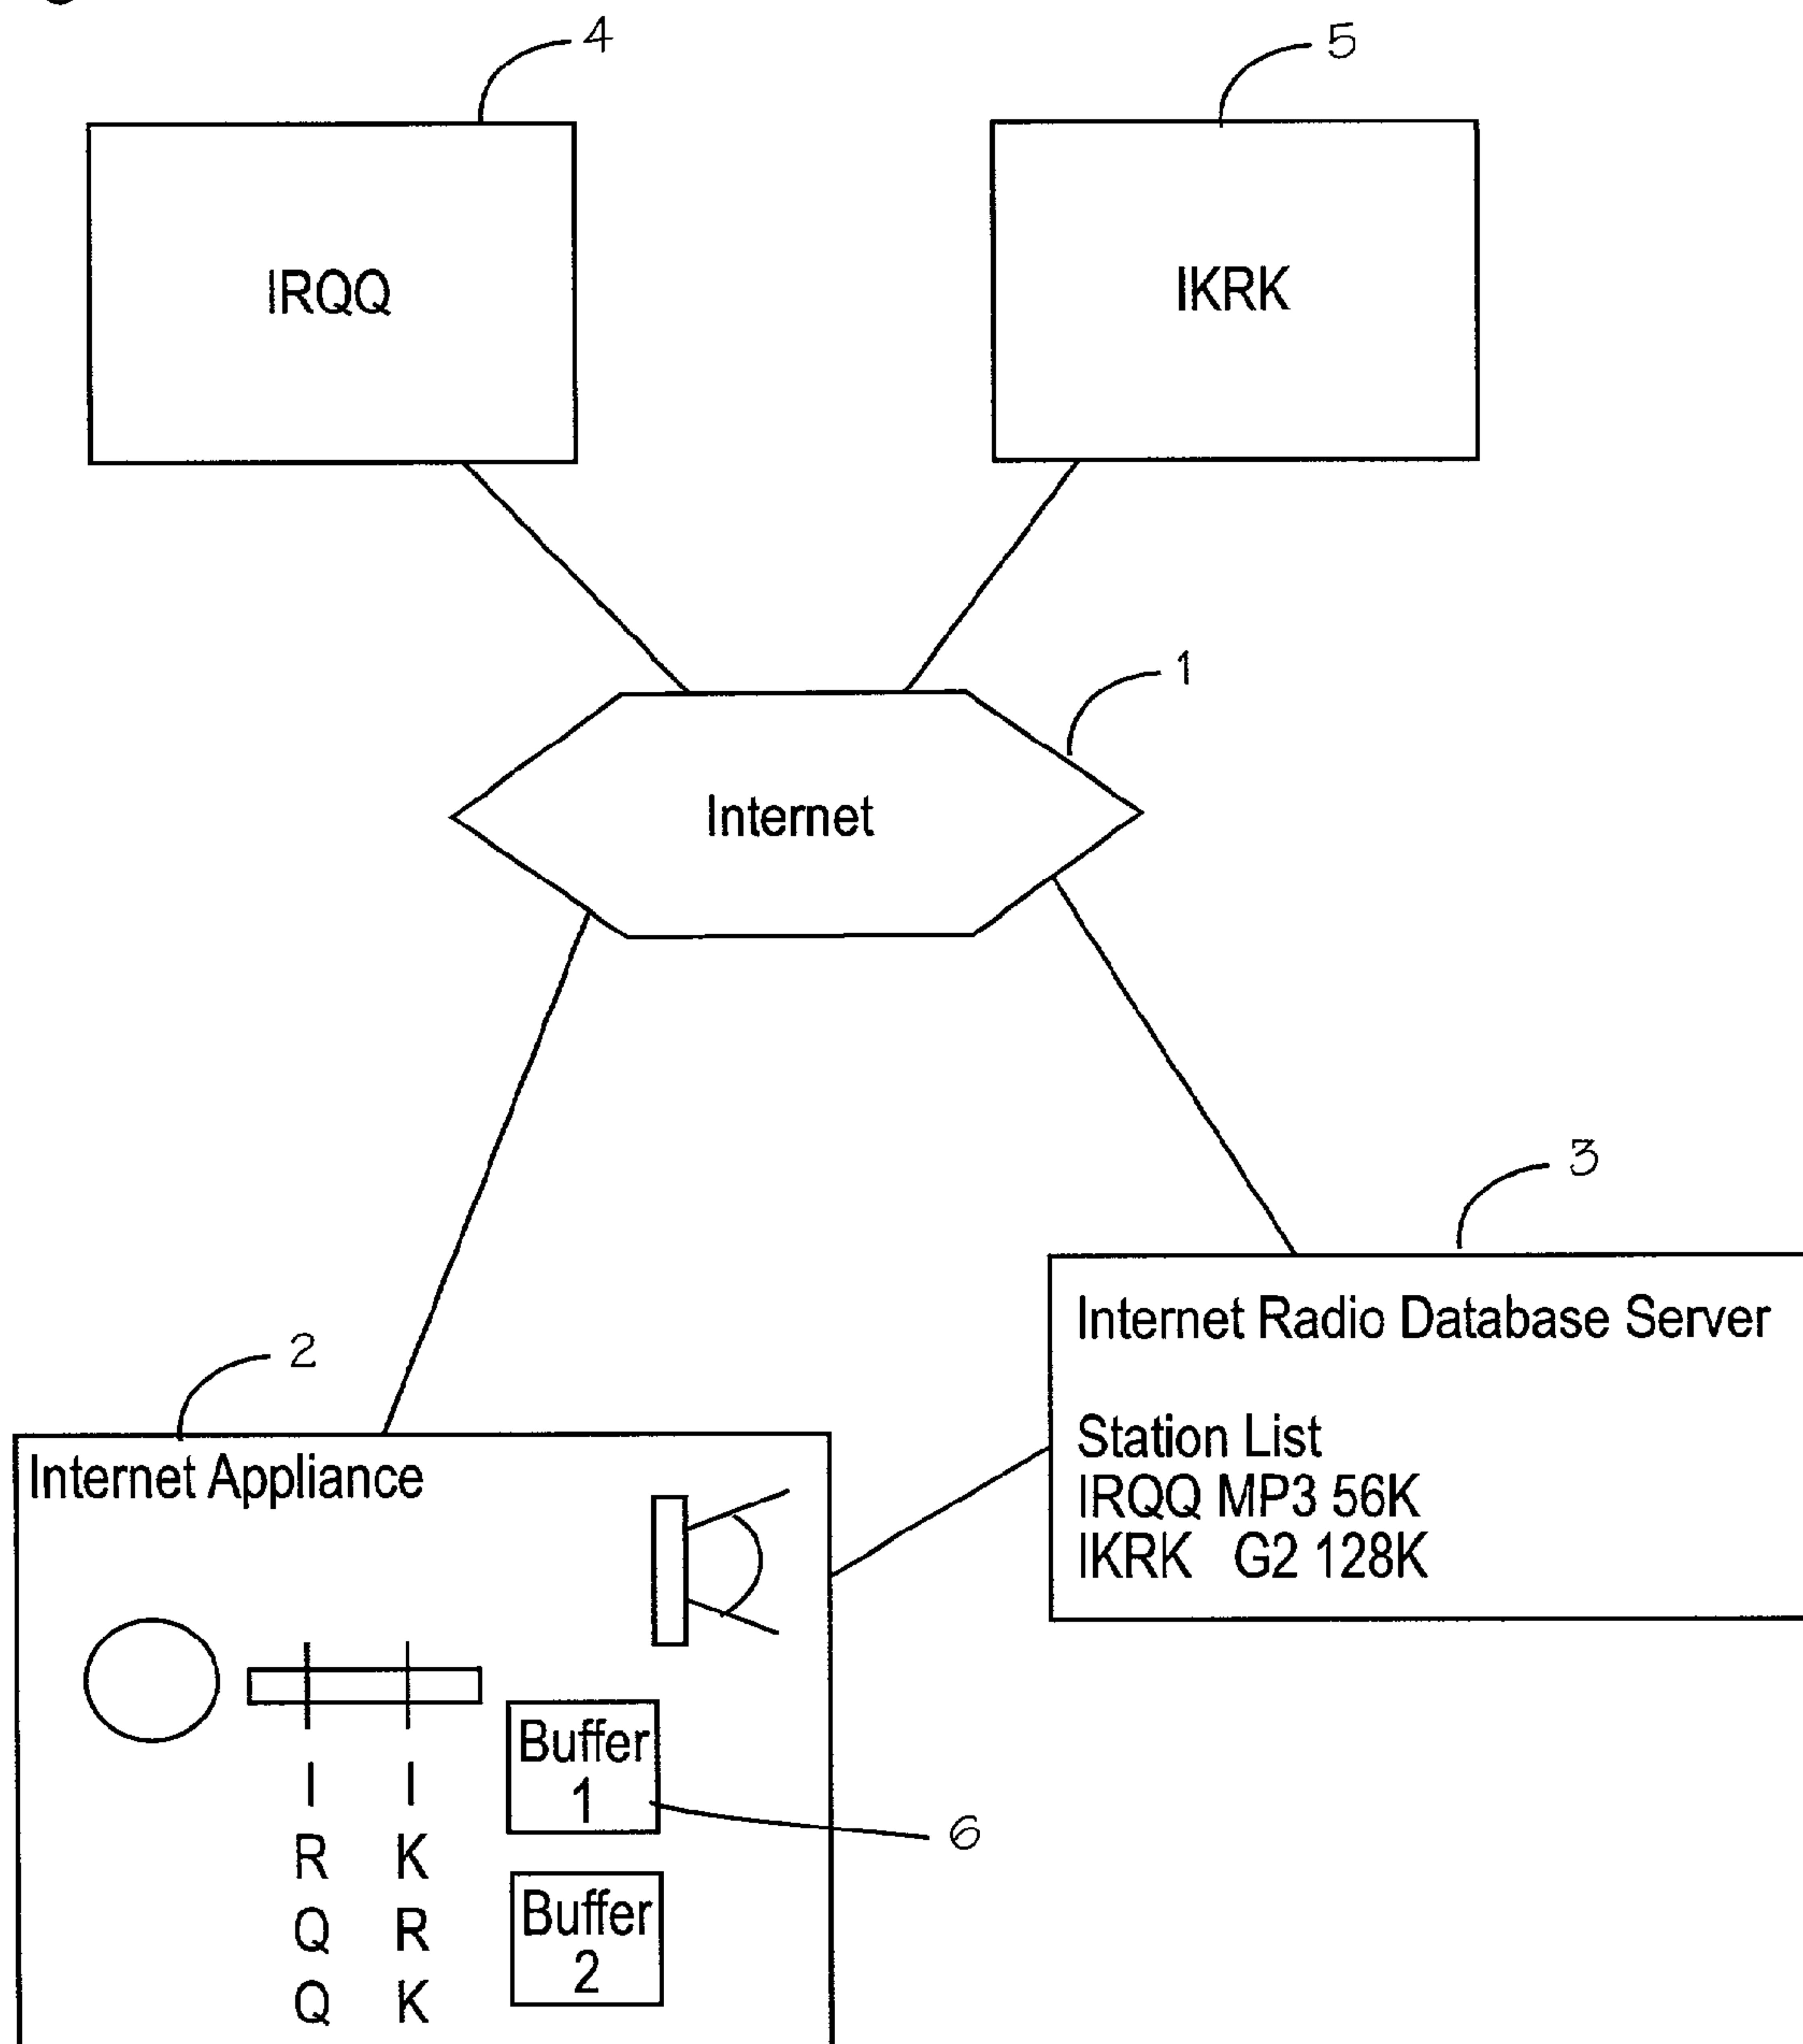 4
5
IRQQ
IKRK
1
Internet
3
Internet Radio Database Server
Station List
IRQQ MP3 56K
IKRK G2 128K
2
Internet Appliance
Buffer
1
6
I I
R K
Q R
Q K
Buffer
2